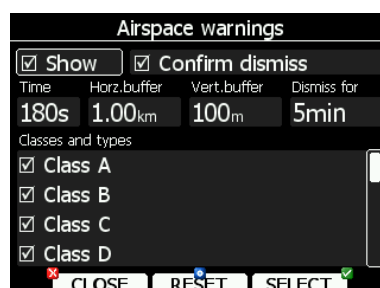 Airspace warnings
Show Confirm dismiss
Time Horz.buffer Vert.buffer Dismiss for
180s 1.00km 100m 5min
Classes and types
Class A
Class B
Class C
Class D
CLOSE RESET SELECT